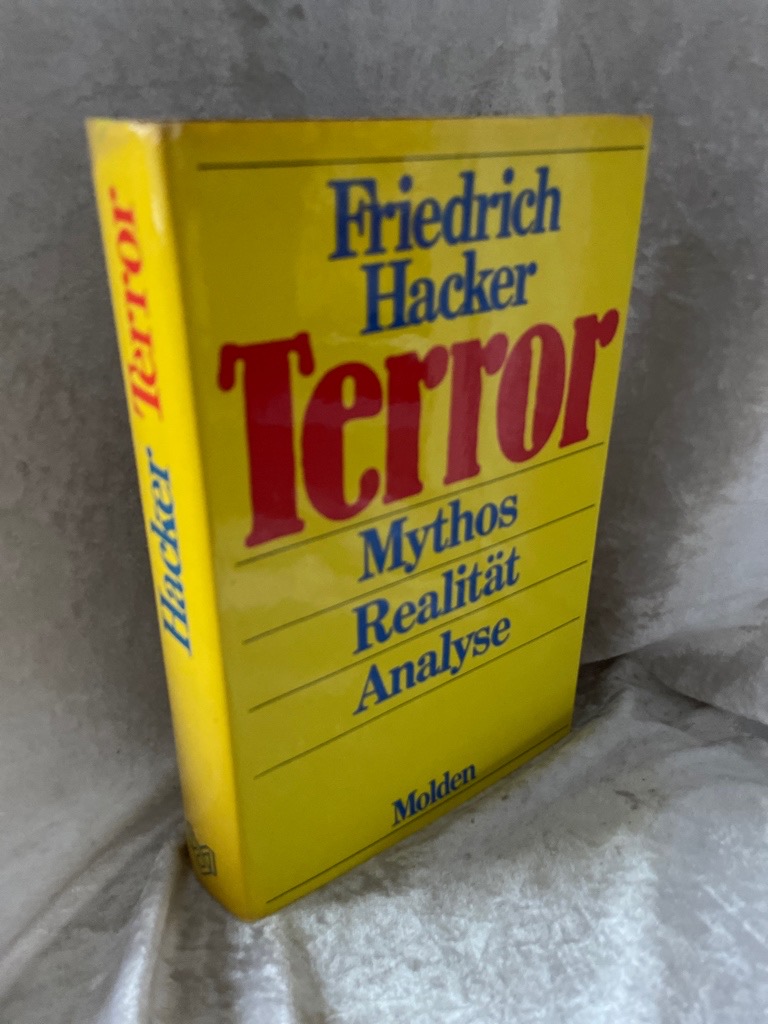 Friedrich
Hacker
Terror
Mythos
Realität
Analyse
Molden
Hacker Terror